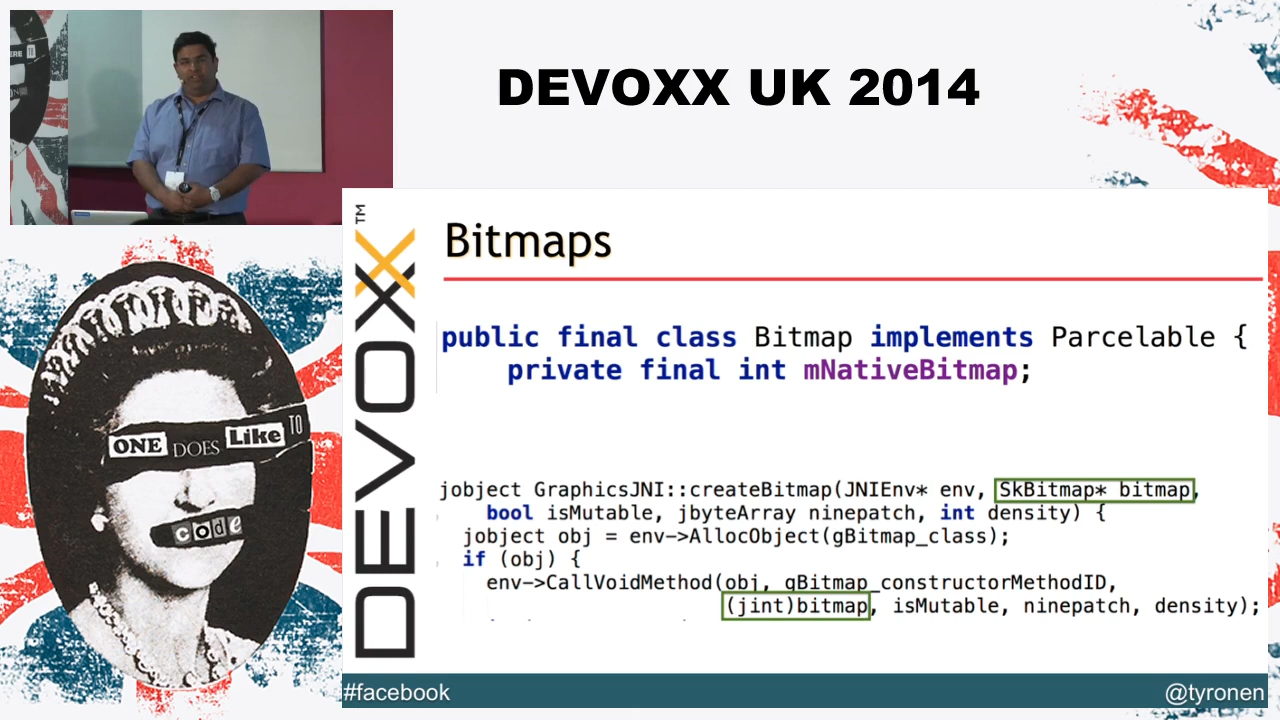 DEVOXX UK 2014
DEVOXX™
Bitmaps
public final class Bitmap implements Parcelable {
private final int mNativeBitmap;
jobject GraphicsJNI::createBitmap(JNIEnv* env, SkBitmap* bitmap,
bool isMutable, jbyteArray ninepatch, int density) {
jobject obj = env->AllocObject(gBitmap_class);
if (obj) {
env->CallVoidMethod(obj, gBitmap_constructorMethodID,
(jint)bitmap, isMutable, ninepatch, density);
#facebook
@tyronen
ONE DOES Like TO
code